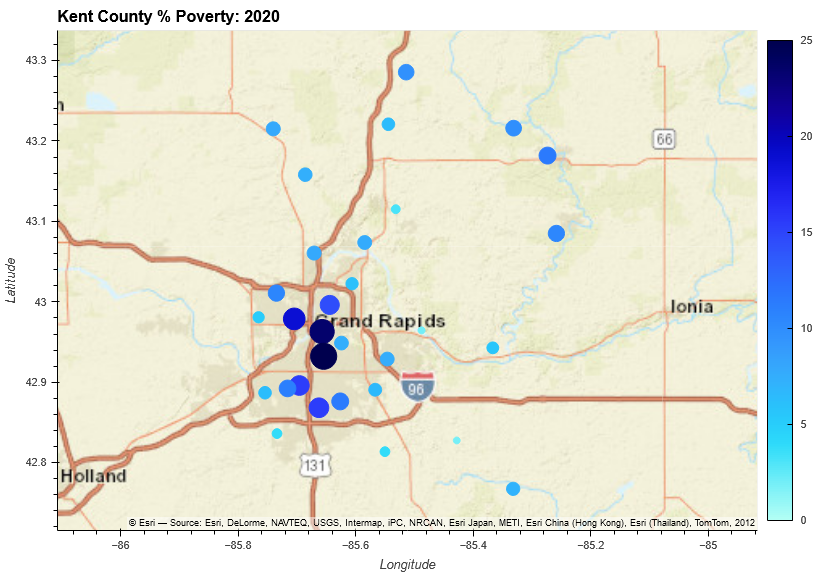 Kent County % Poverty: 2020
25
20
15
10
5
0
43.3
43.2
43.1
43
42.9
42.8
Latitude
n
66
Grand Rapids
Ionia
96
131
Holland
© Esri — Source: Esri, DeLorme, NAVTEQ, USGS, Intermap, iPC, NRCAN, Esri Japan, METI, Esri China (Hong Kong), Esri (Thailand), TomTom, 2012
−86
−85.8
−85.6
−85.4
−85.2
−85
Longitude